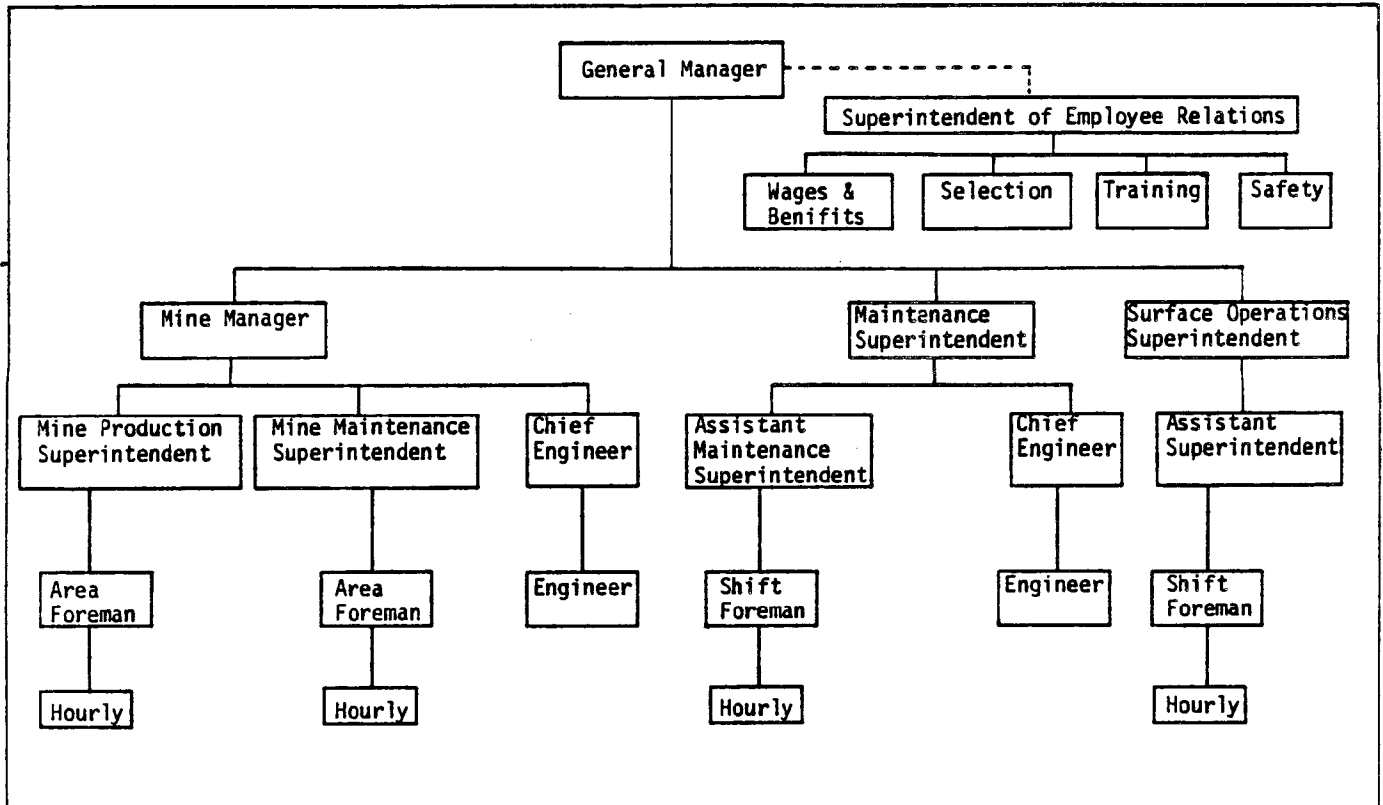 General Manager
Superintendent of Employee Relations
Wages &
Benifits
Selection
Training
Safety
Mine Manager
Maintenance
Superintendent
Surface Operations
Superintendent
Mine Production
Superintendent
Mine Maintenance
Superintendent
Chief
Engineer
Assistant
Maintenance
Superintendent
Chief
Engineer
Assistant
Superintendent
Area
Foreman
Area
Foreman
Engineer
Shift
Foreman
Engineer
Shift
Foreman
Hourly
Hourly
Hourly
Hourly